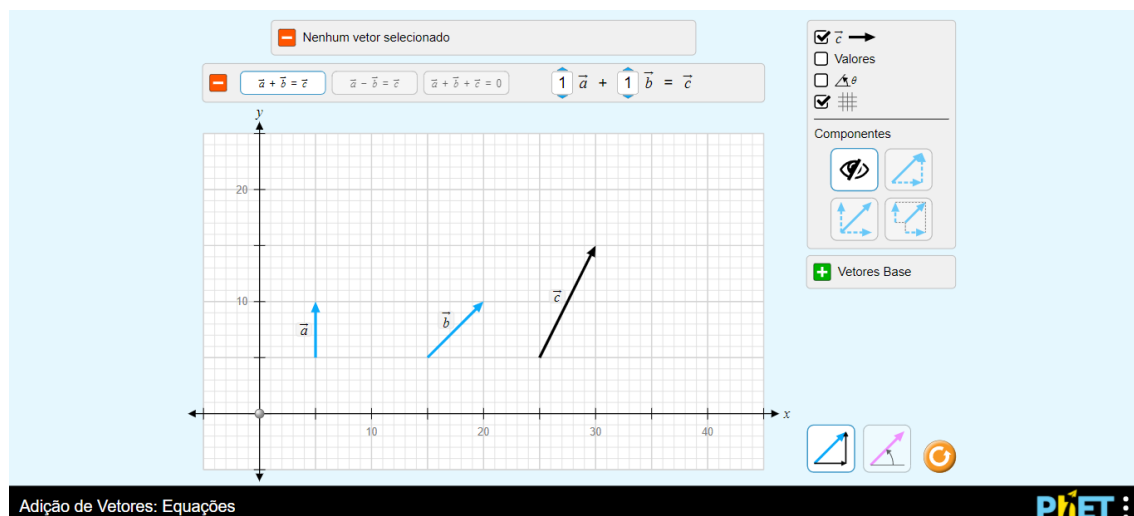 Nenhum vetor selecionado
a⃗ + b⃗ = c⃗
a⃗ − b⃗ = c⃗
a⃗ + b⃗ + c⃗ = 0
1 a⃗ + 1 b⃗ = c⃗
c⃗
Valores
θ
Componentes
Vetores Base
y
20
10
a⃗
b⃗
c⃗
x
10
20
30
40
Adição de Vetores: Equações
PhET